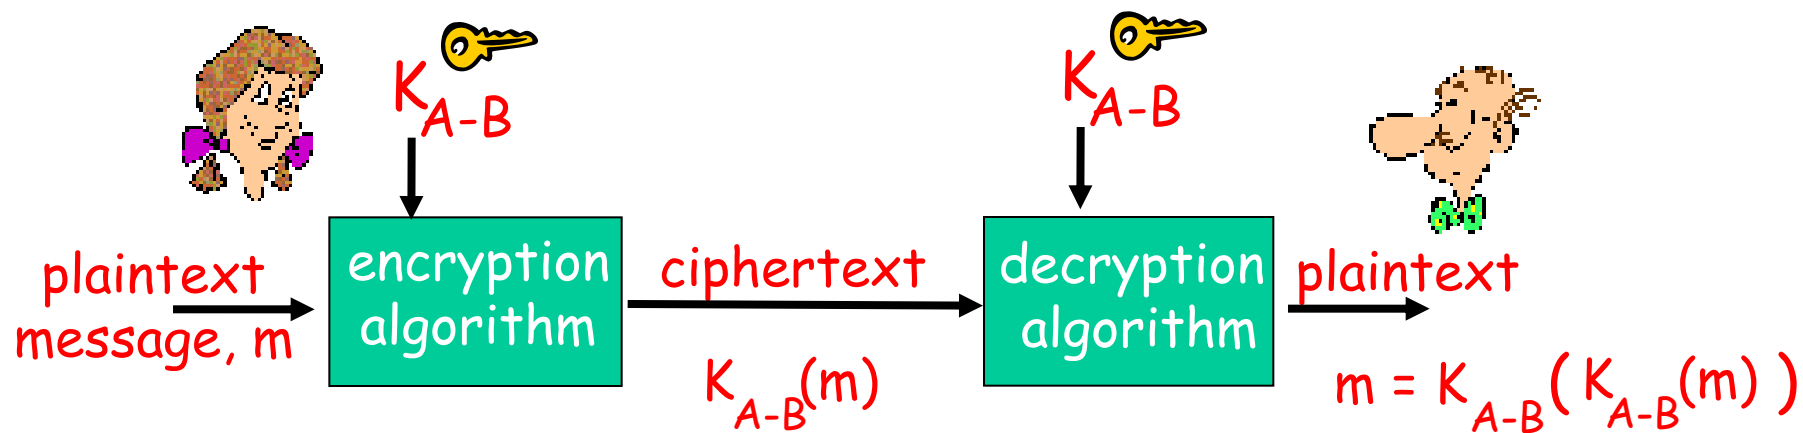 K A-B
K A-B
plaintext
message, m
encryption
algorithm
ciphertext
K A-B (m)
decryption
algorithm
plaintext
m = K A-B ( K A-B (m) )